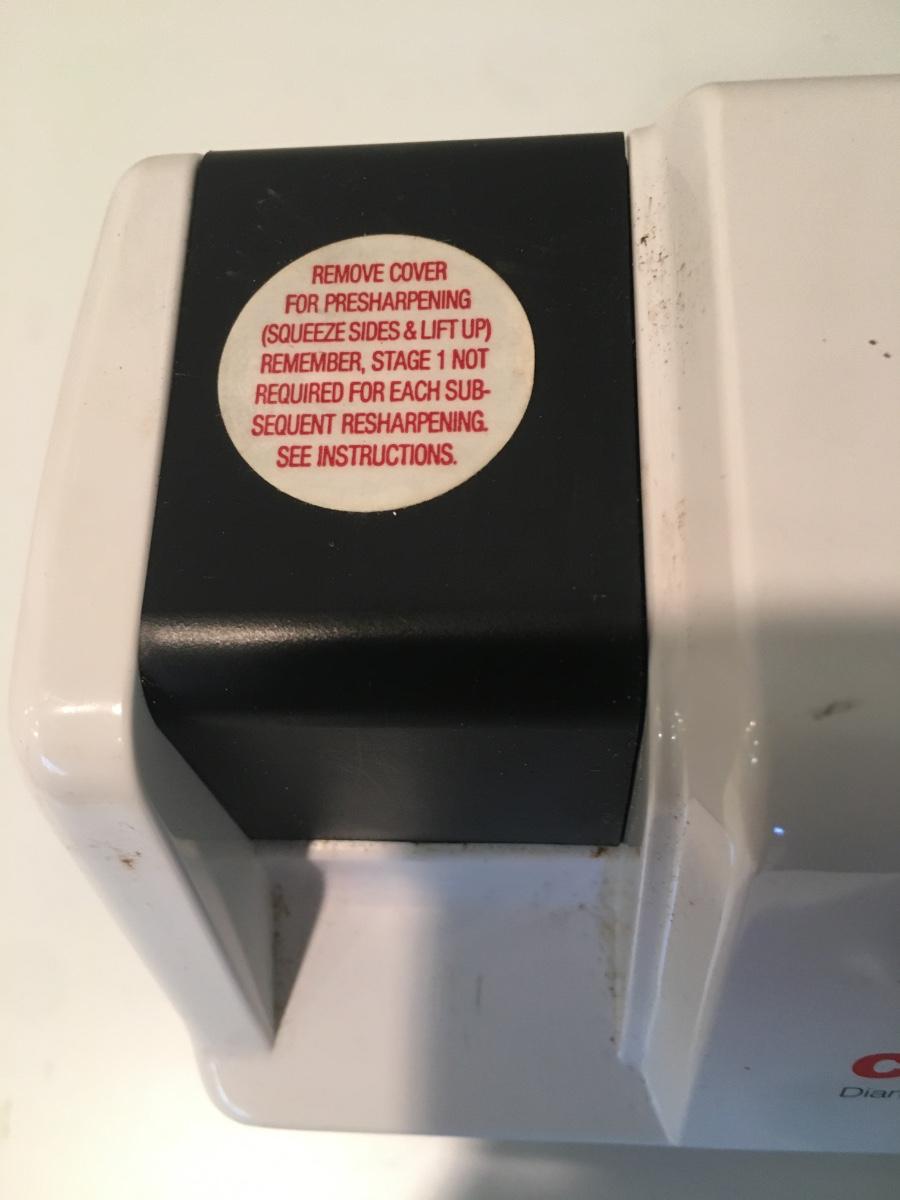 REMOVE COVER
FOR PRESHARPENING
(SQUEEZE SIDES & LIFT UP)
REMEMBER, STAGE 1 NOT
REQUIRED FOR EACH SUB-
SEQUENT RESHARPENING.
SEE INSTRUCTIONS.